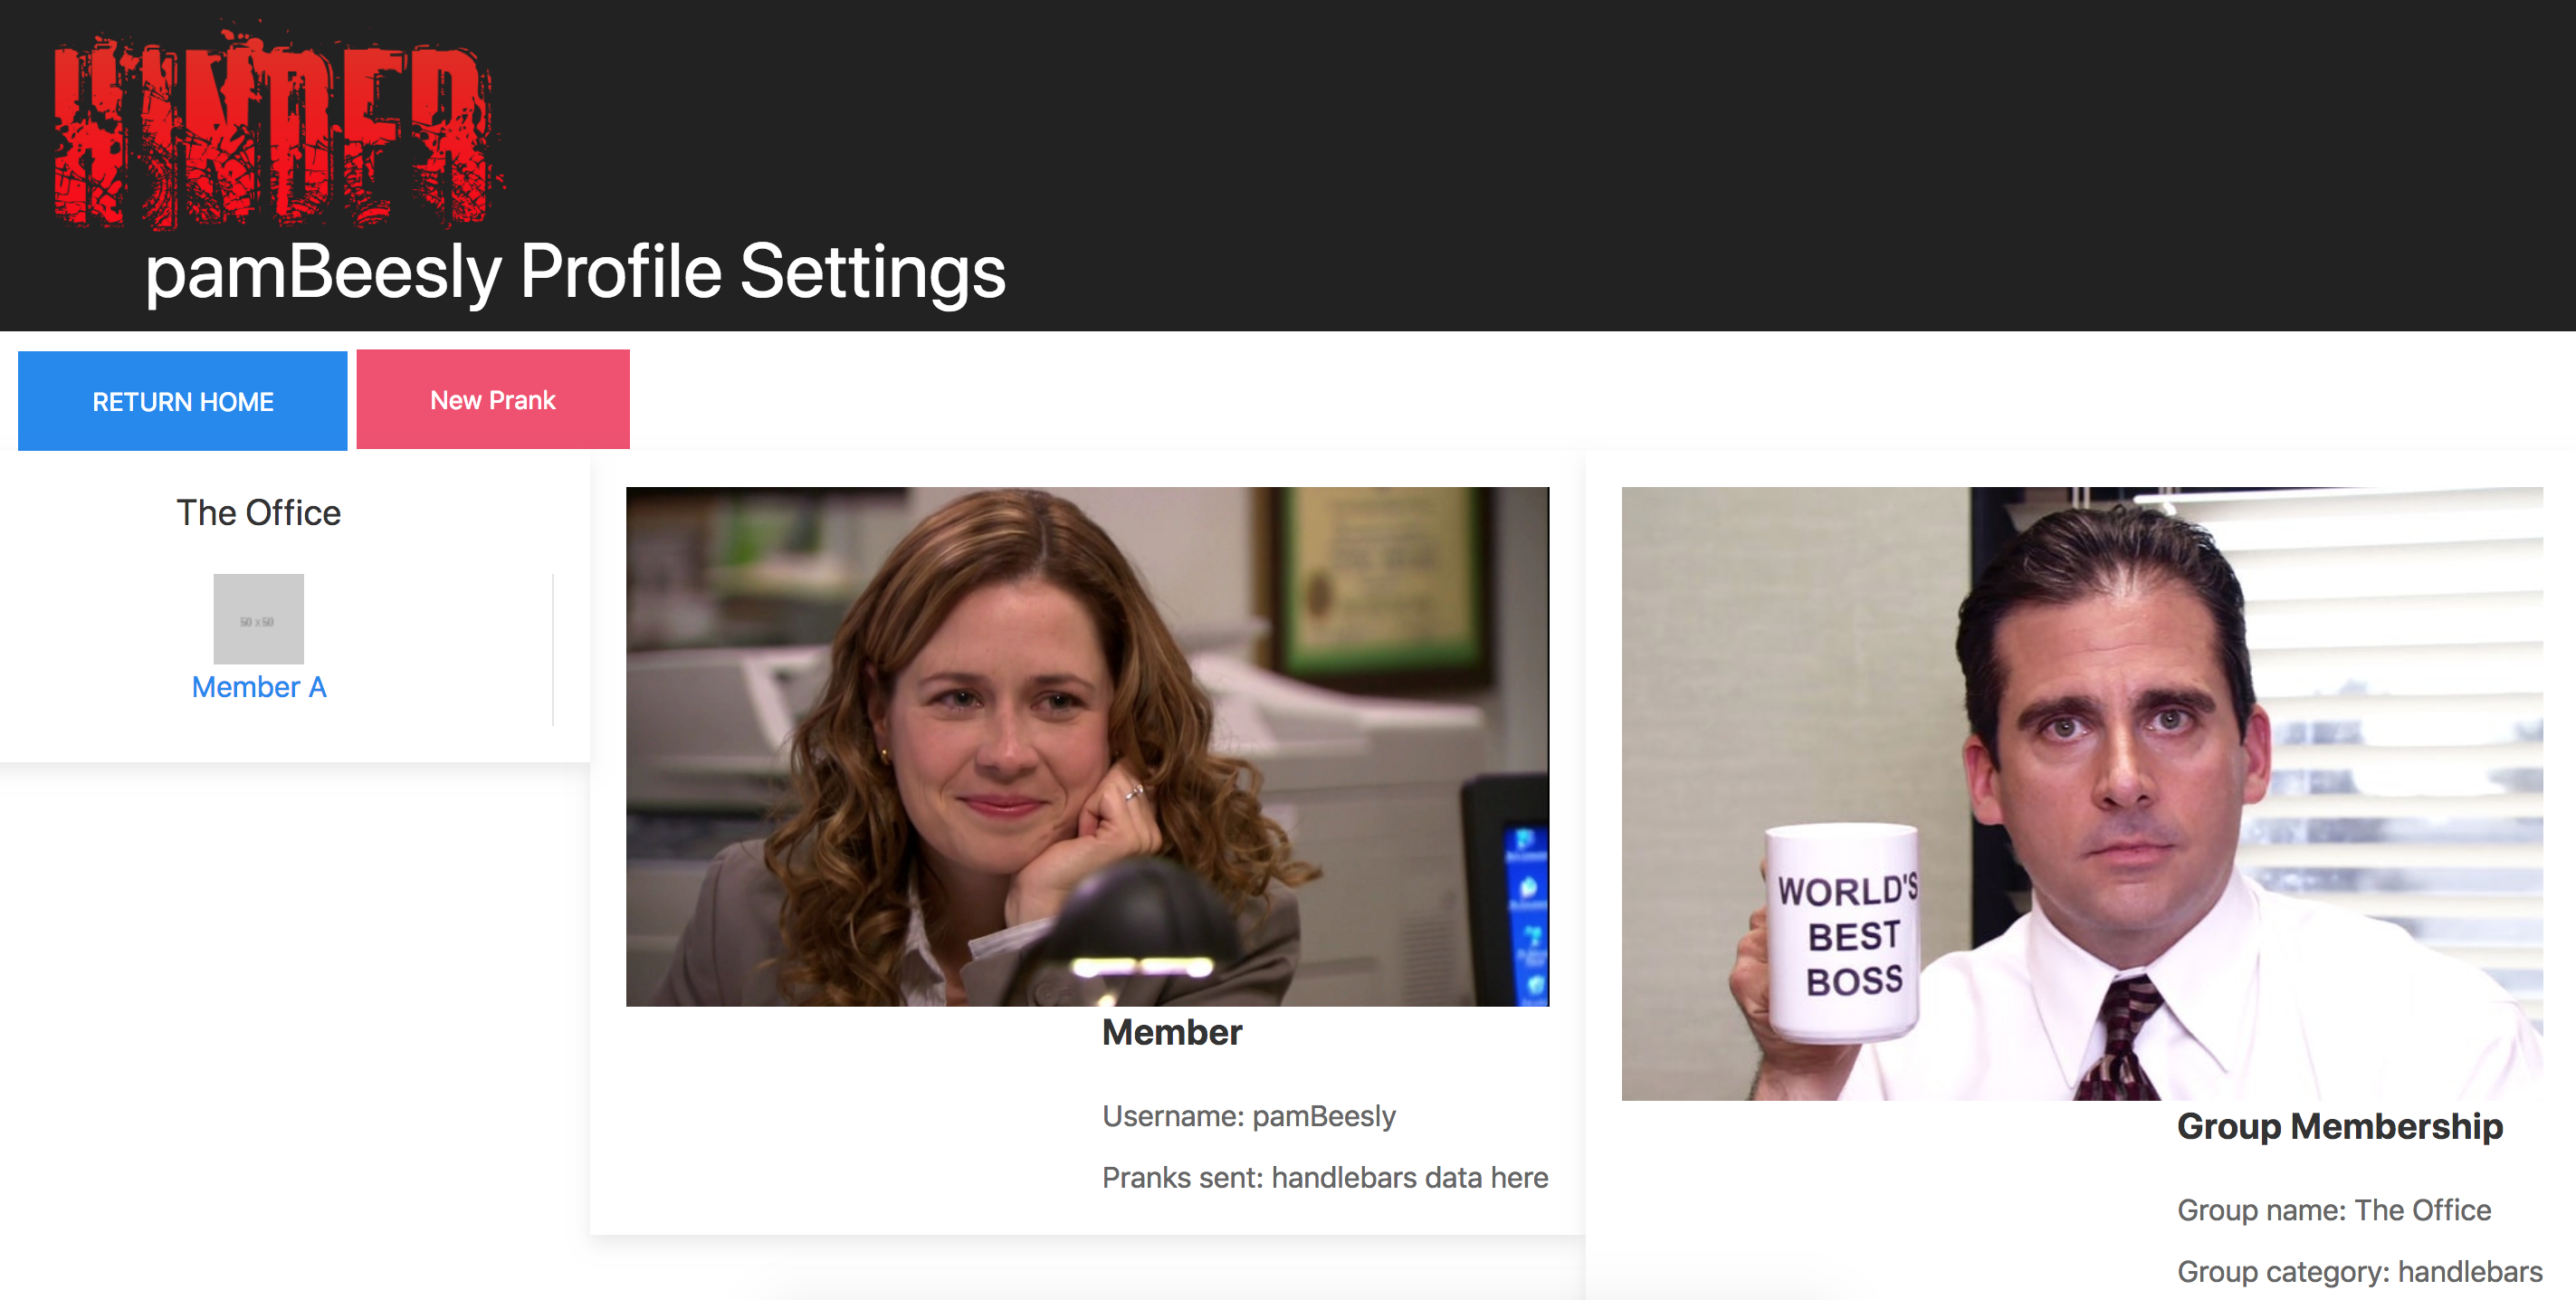 HINDER
pamBeesly Profile Settings
RETURN HOME
New Prank
The Office
50 x 50
Member A
WORLD'S
BEST
BOSS
Member
Username: pamBeesly
Pranks sent: handlebars data here
Group Membership
Group name: The Office
Group category: handlebars